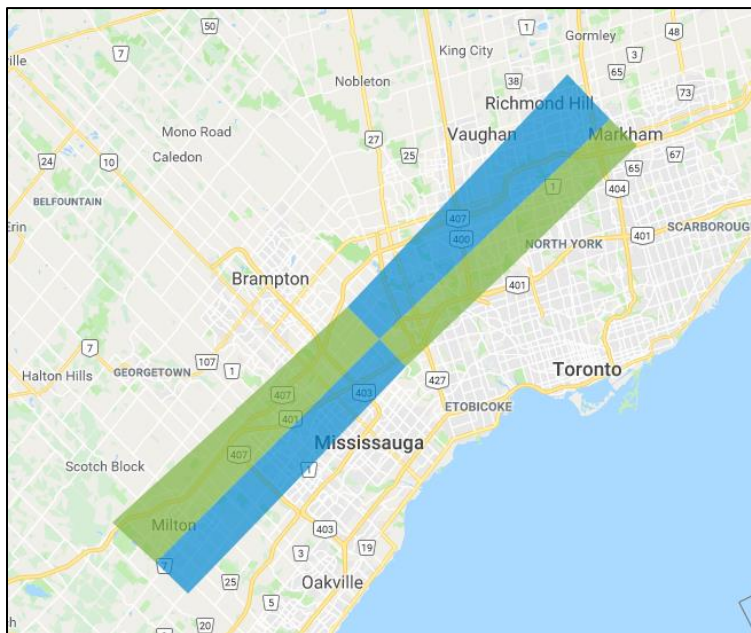 50
1
Gormley
48
7
King City
3
ville
Nobleton
38
65
Richmond Hill
73
Mono Road
27
Vaughan
Markham
24
10
Caledon
25
67
65
BELFOUNTAIN
1
404
407
SCARBOROUGH
Erin
400
NORTH YORK
401
Brampton
401
7
107
1
GEORGETOWN
Toronto
Halton Hills
427
407
403
ETOBICOKE
401
Mississauga
407
Scotch Block
1
Milton
403
19
7
3
25
Oakville
5
20